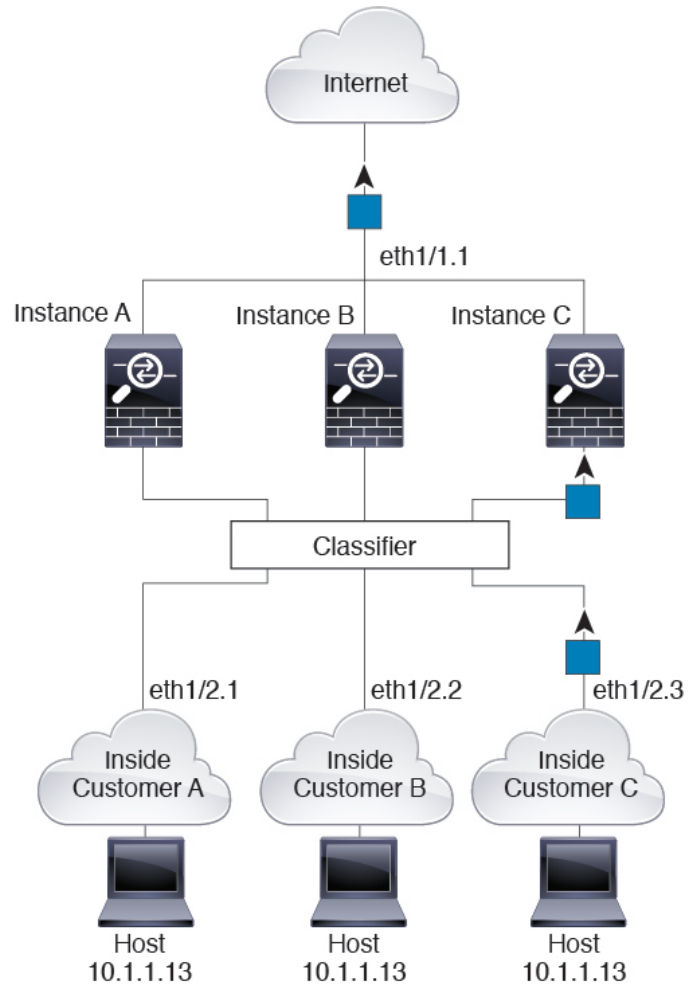 Internet
eth1/1.1
Instance A
Instance B
Instance C
Classifier
eth1/2.1
eth1/2.2
eth1/2.3
Inside
Customer A
Inside
Customer B
Inside
Customer C
Host
10.1.1.13
Host
10.1.1.13
Host
10.1.1.13